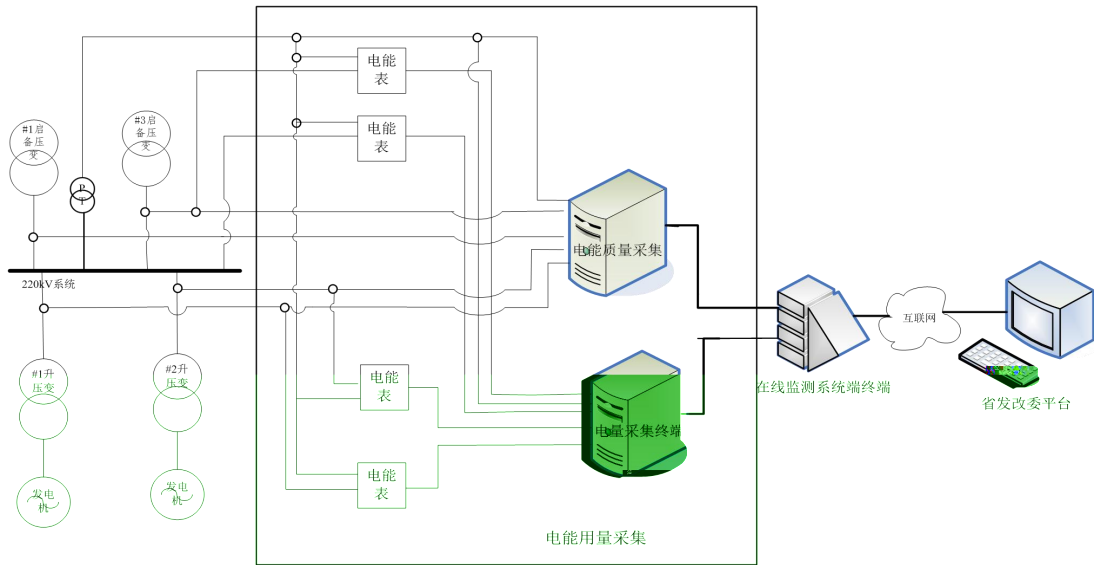 电能
表
#1启
备压
变
#3启
备压
变
电能
表
P
T
电能质量采集
220kV系统
互联网
#1升
压变
#2升
压变
电能
表
在线监测系统端终端
省发改委平台
电量采集终端
电能
表
发电
机
发电
机
电能用量采集